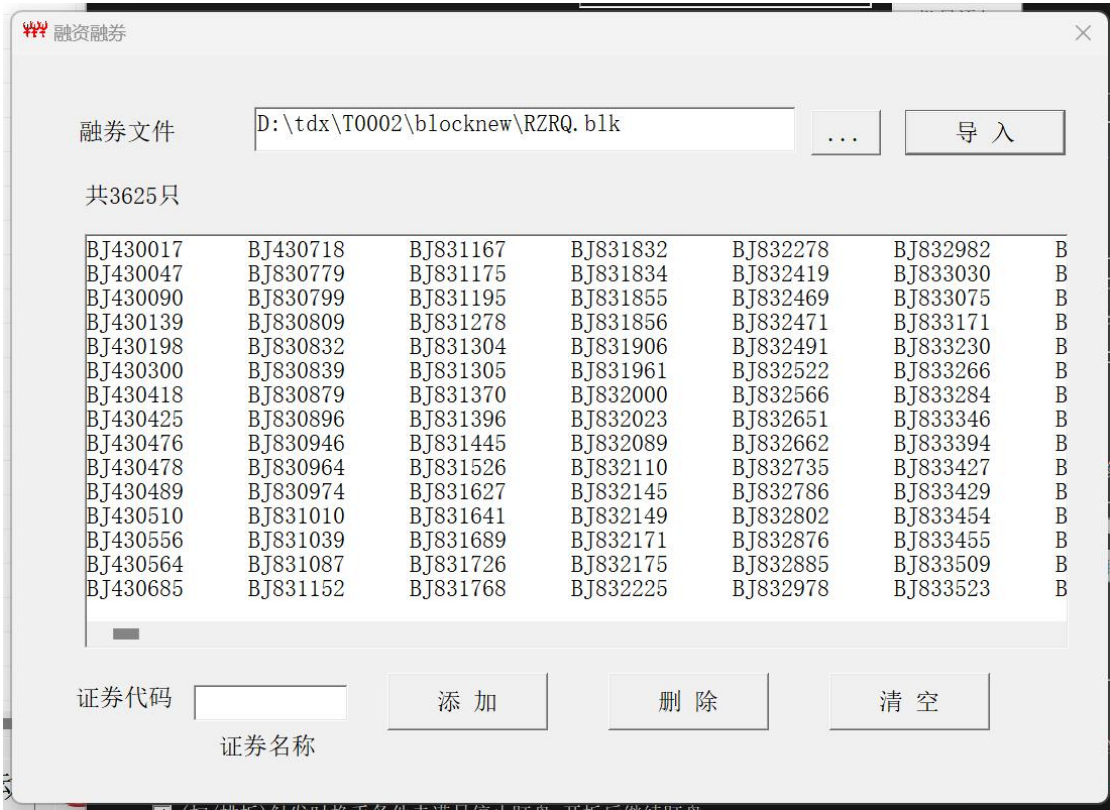 融资融券
融券文件 D:\tdx\T0002\blocknew\RZRQ.blk ... 导入
共3625只
BJ430017 BJ430718 BJ831167 BJ831832 BJ832278 BJ832982 B
BJ430047 BJ830779 BJ831175 BJ831834 BJ832419 BJ833030 B
BJ430090 BJ830799 BJ831195 BJ831855 BJ832469 BJ833075 B
BJ430139 BJ830809 BJ831278 BJ831856 BJ832471 BJ833171 B
BJ430198 BJ830832 BJ831304 BJ831906 BJ832491 BJ833230 B
BJ430300 BJ830839 BJ831305 BJ831961 BJ832522 BJ833266 B
BJ430418 BJ830879 BJ831370 BJ832000 BJ832566 BJ833284 B
BJ430425 BJ830896 BJ831396 BJ832023 BJ832651 BJ833346 B
BJ430476 BJ830946 BJ831445 BJ832089 BJ832662 BJ833394 B
BJ430478 BJ830964 BJ831526 BJ832110 BJ832735 BJ833427 B
BJ430489 BJ830974 BJ831627 BJ832145 BJ832786 BJ833429 B
BJ430510 BJ831010 BJ831641 BJ832149 BJ832802 BJ833454 B
BJ430556 BJ831039 BJ831689 BJ832171 BJ832876 BJ833455 B
BJ430564 BJ831087 BJ831726 BJ832175 BJ832885 BJ833509 B
BJ430685 BJ831152 BJ831768 BJ832225 BJ832978 BJ833523 B
证券代码 添加 删除 清空
证券名称